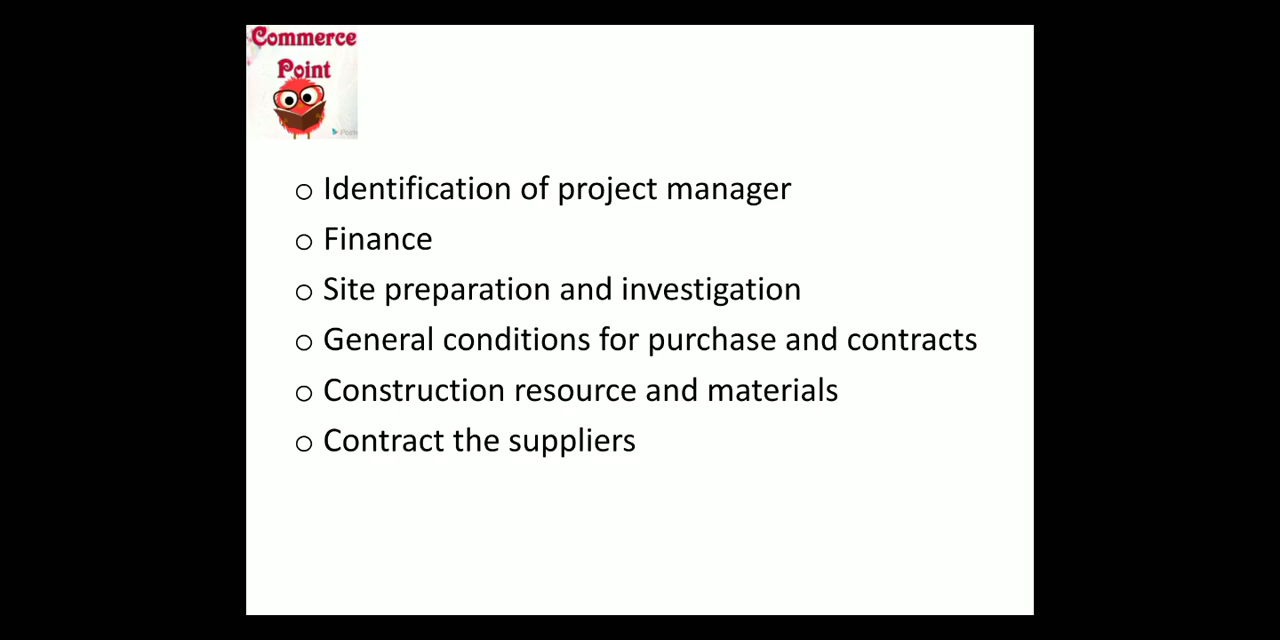 Commerce
Point
o Identification of project manager
o Finance
o Site preparation and investigation
o General conditions for purchase and contracts
o Construction resource and materials
o Contract the suppliers